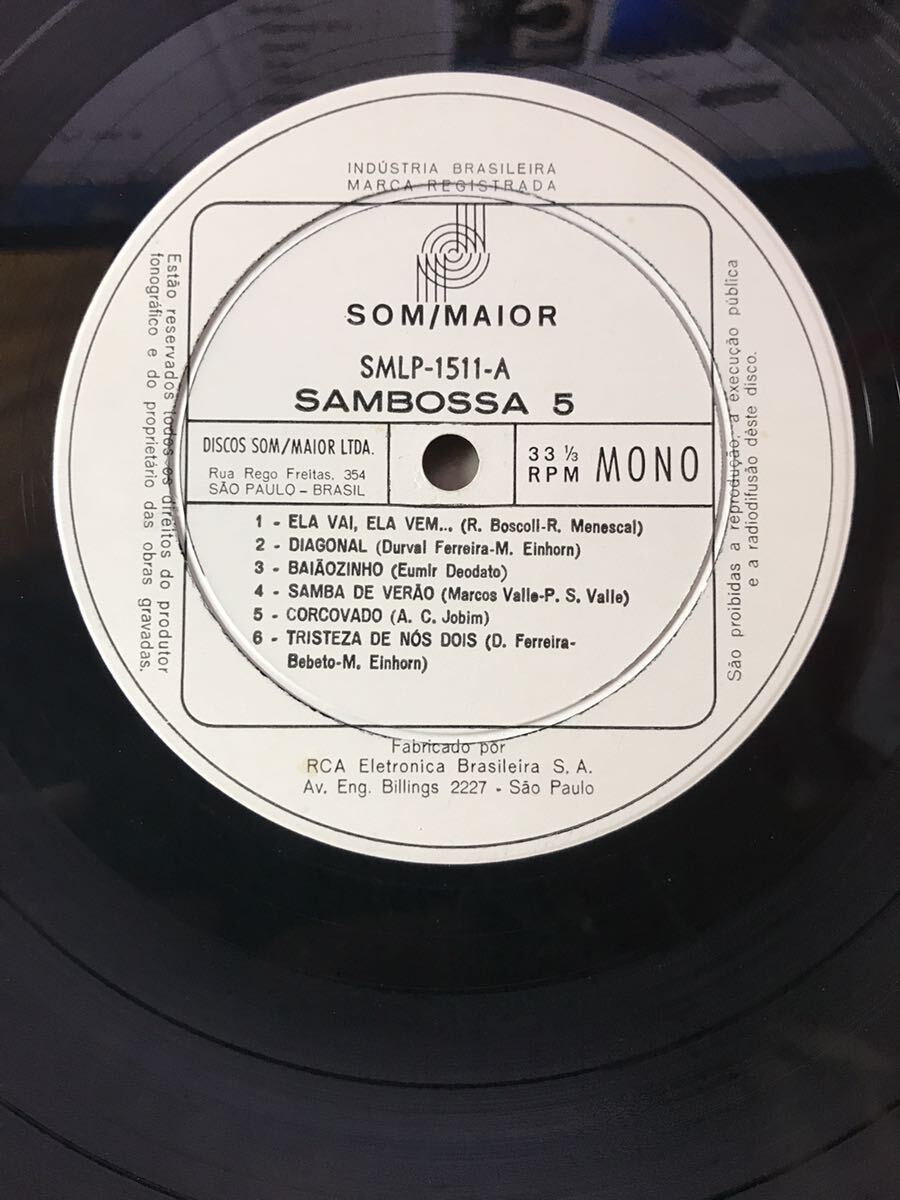 INDÚSTRIA BRASILEIRA
MARCA REGISTRADA
SOM/MAIOR
SMLP-1511-A
SAMBOSSA 5
DISCOS SOM/MAIOR LTDA.
Rua Rego Freitas, 354
SÃO PAULO - BRASIL
33 ⅓
RPM
MONO
1 - ELA VAI, ELA VEM... (R. Boscoli-R. Menescal)
2 - DIAGONAL (Durval Ferreira-M. Einhorn)
3 - BAIÃOZINHO (Eumir Deodato)
4 - SAMBA DE VERÃO (Marcos Valle-P. S. Valle)
5 - CORCOVADO (A. C. Jobim)
6 - TRISTEZA DE NÓS DOIS (D. Ferreira-
Bebeto-M. Einhorn)
Estão reservados todos os direitos do produtor
fonográfico e do proprietário das obras gravadas.
São proibidas a reprodução, a execução pública
e a radiodifusão dêste disco.
Fabricado por
RCA Eletronica Brasileira S. A.
Av. Eng. Billings 2227 - São Paulo